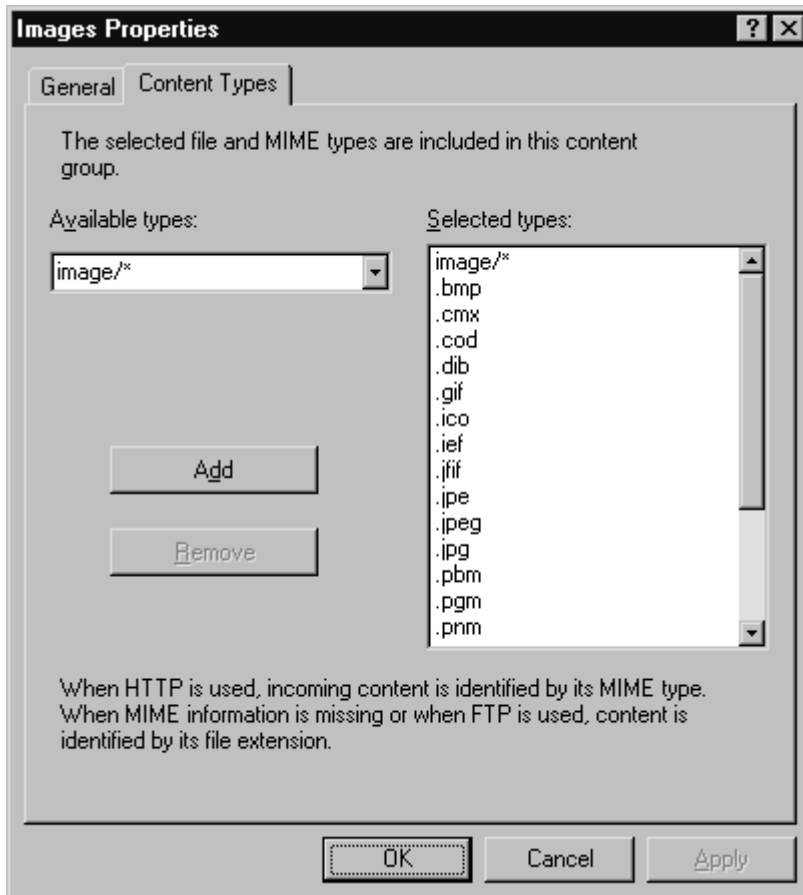 Images Properties
General
Content Types
The selected file and MIME types are included in this content
group.
Available types:
Selected types:
image/*
image/*
.bmp
.cmx
.cod
.dib
.gif
.ico
.ief
.jfif
.jpe
.jpeg
.jpg
.pbm
.pgm
.pnm
Add
Remove
When HTTP is used, incoming content is identified by its MIME type.
When MIME information is missing or when FTP is used, content is
identified by its file extension.
OK
Cancel
Apply